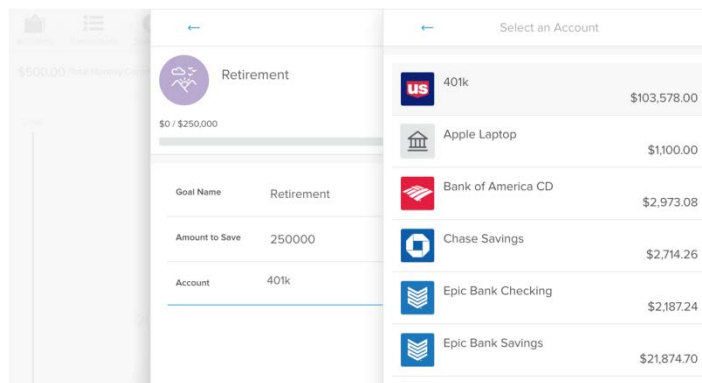 $500.00
←
Retirement
$0 / $250,000
Goal Name
Retirement
Amount to Save
250000
Account
401k
←
Select an Account
us
401k
$103,578.00
Apple Laptop
$1,100.00
Bank of America CD
$2,973.08
Chase Savings
$2,714.26
Epic Bank Checking
$2,187.24
Epic Bank Savings
$21,874.70